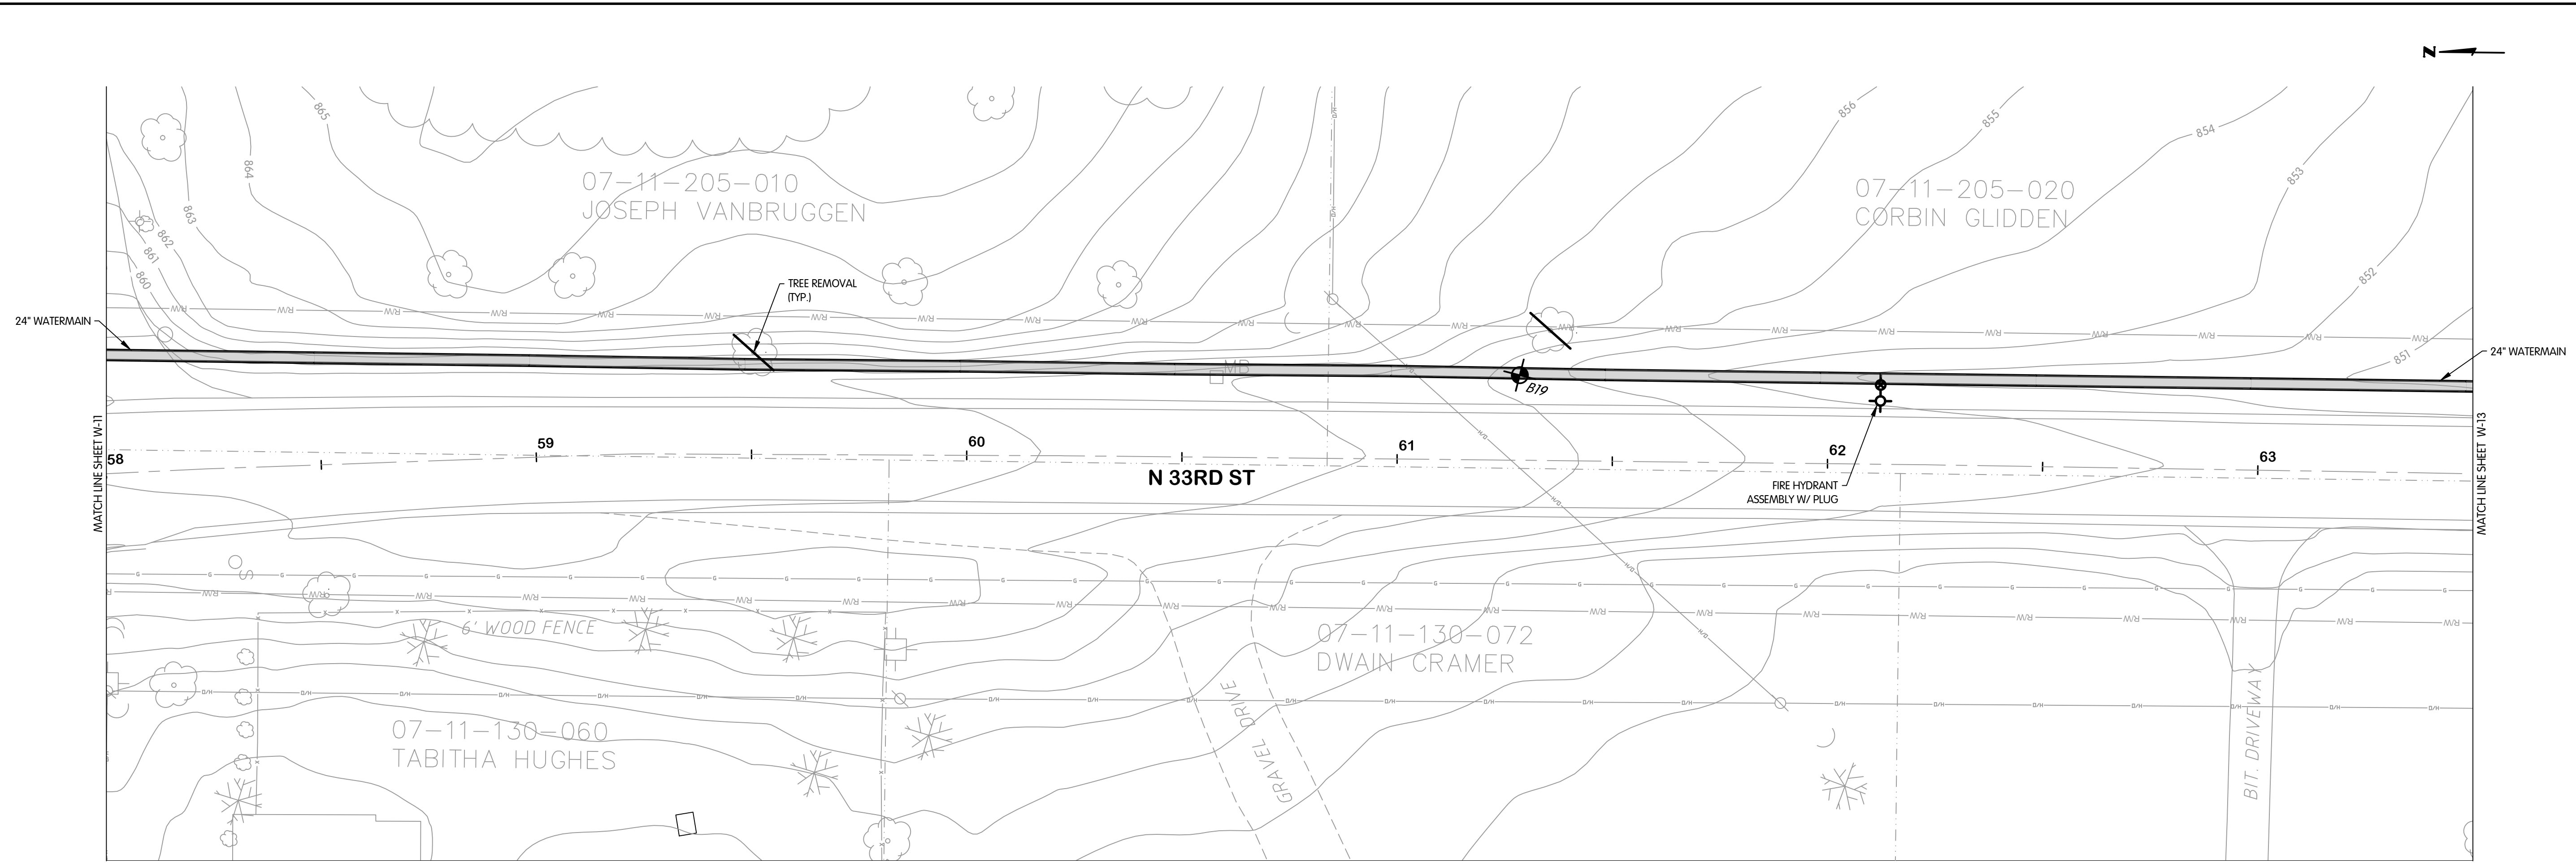 N
865
856
855
854
864
853
07-11-205-010
JOSEPH VANBRUGGEN
07-11-205-020
CORBIN GLIDDEN
863
862
861
860
852
TREE REMOVAL
(TYP.)
24" WATERMAIN
R/W R/W R/W R/W R/W R/W R/W R/W R/W R/W R/W R/W R/W R/W R/W R/W R/W R/W R/W R/W R/W R/W
24" WATERMAIN
851
MB
B19
O/H O/H O/H O/H O/H O/H
MATCH LINE SHEET W-11
MATCH LINE SHEET W-13
58
59
60
61
62
63
N 33RD ST
FIRE HYDRANT
ASSEMBLY W/ PLUG
S
G G G G G G G G G G G G G G G G G G G G G G G G G G G G G G G G G
R/W R/W R/W R/W R/W R/W R/W R/W R/W R/W R/W R/W R/W R/W R/W R/W R/W R/W R/W R/W R/W R/W
6' WOOD FENCE
07-11-130-072
DWAIN CRAMER
GRAVEL DRIVE
BIT. DRIVEWAY
O/H O/H O/H O/H O/H O/H O/H O/H O/H O/H O/H O/H O/H O/H O/H O/H O/H O/H O/H O/H O/H O/H
07-11-130-060
TABITHA HUGHES